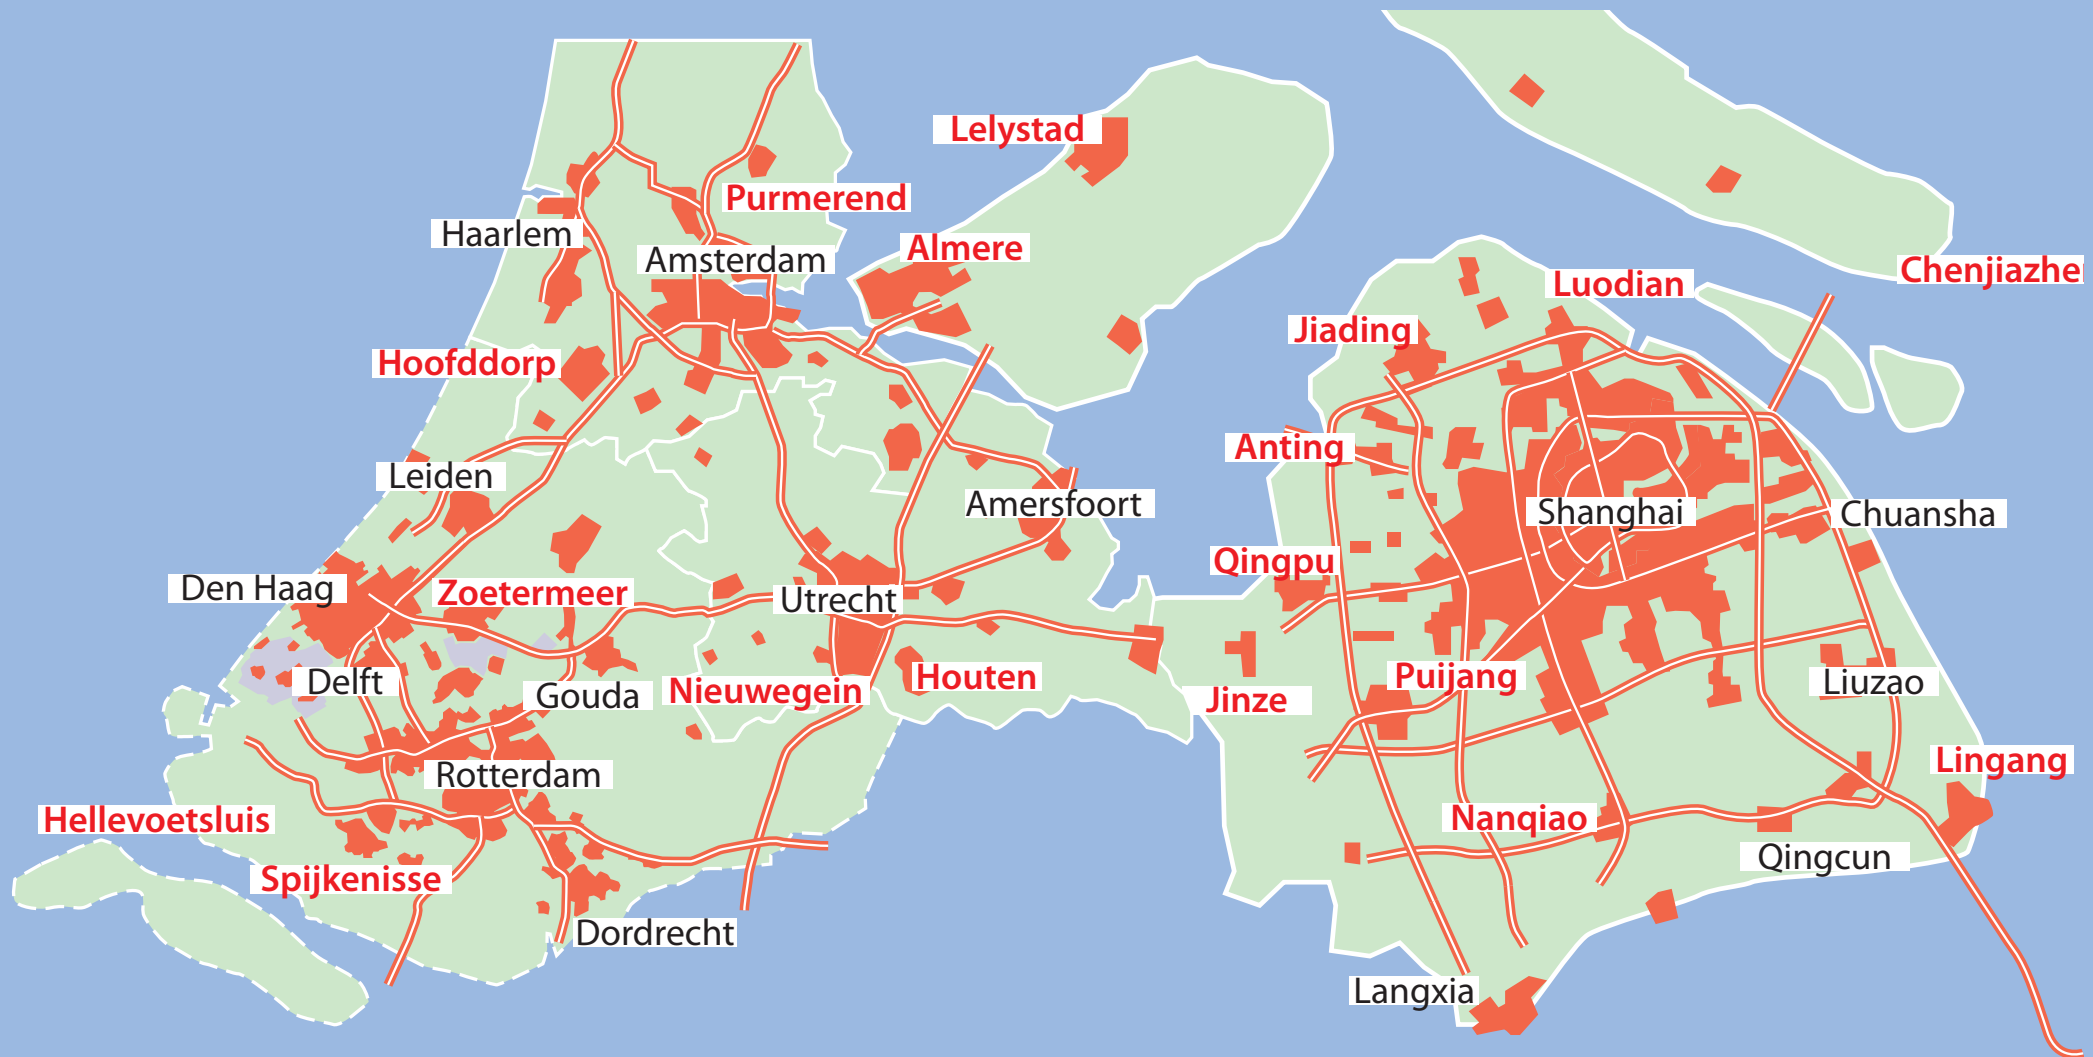 Lelystad
Purmerend
Haarlem
Amsterdam
Almere
Hoofddorp
Leiden
Amersfoort
Den Haag
Zoetermeer
Utrecht
Delft
Gouda
Nieuwegein
Houten
Rotterdam
Hellevoetsluis
Spijkenisse
Dordrecht
Chenjiazhe
Luodian
Jiading
Anting
Shanghai
Chuansha
Qingpu
Puijang
Jinze
Liuzao
Lingang
Nanqiao
Qingcun
Langxia